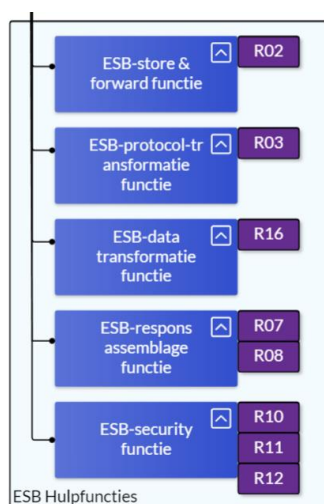 ESB-store &
forward functie
R02
ESB-protocol-tr
ansformatie
functie
R03
ESB-data
transformatie
functie
R16
ESB-respons
assemblage
functie
R07
R08
ESB-security
functie
R10
R11
R12
ESB Hulpfuncties